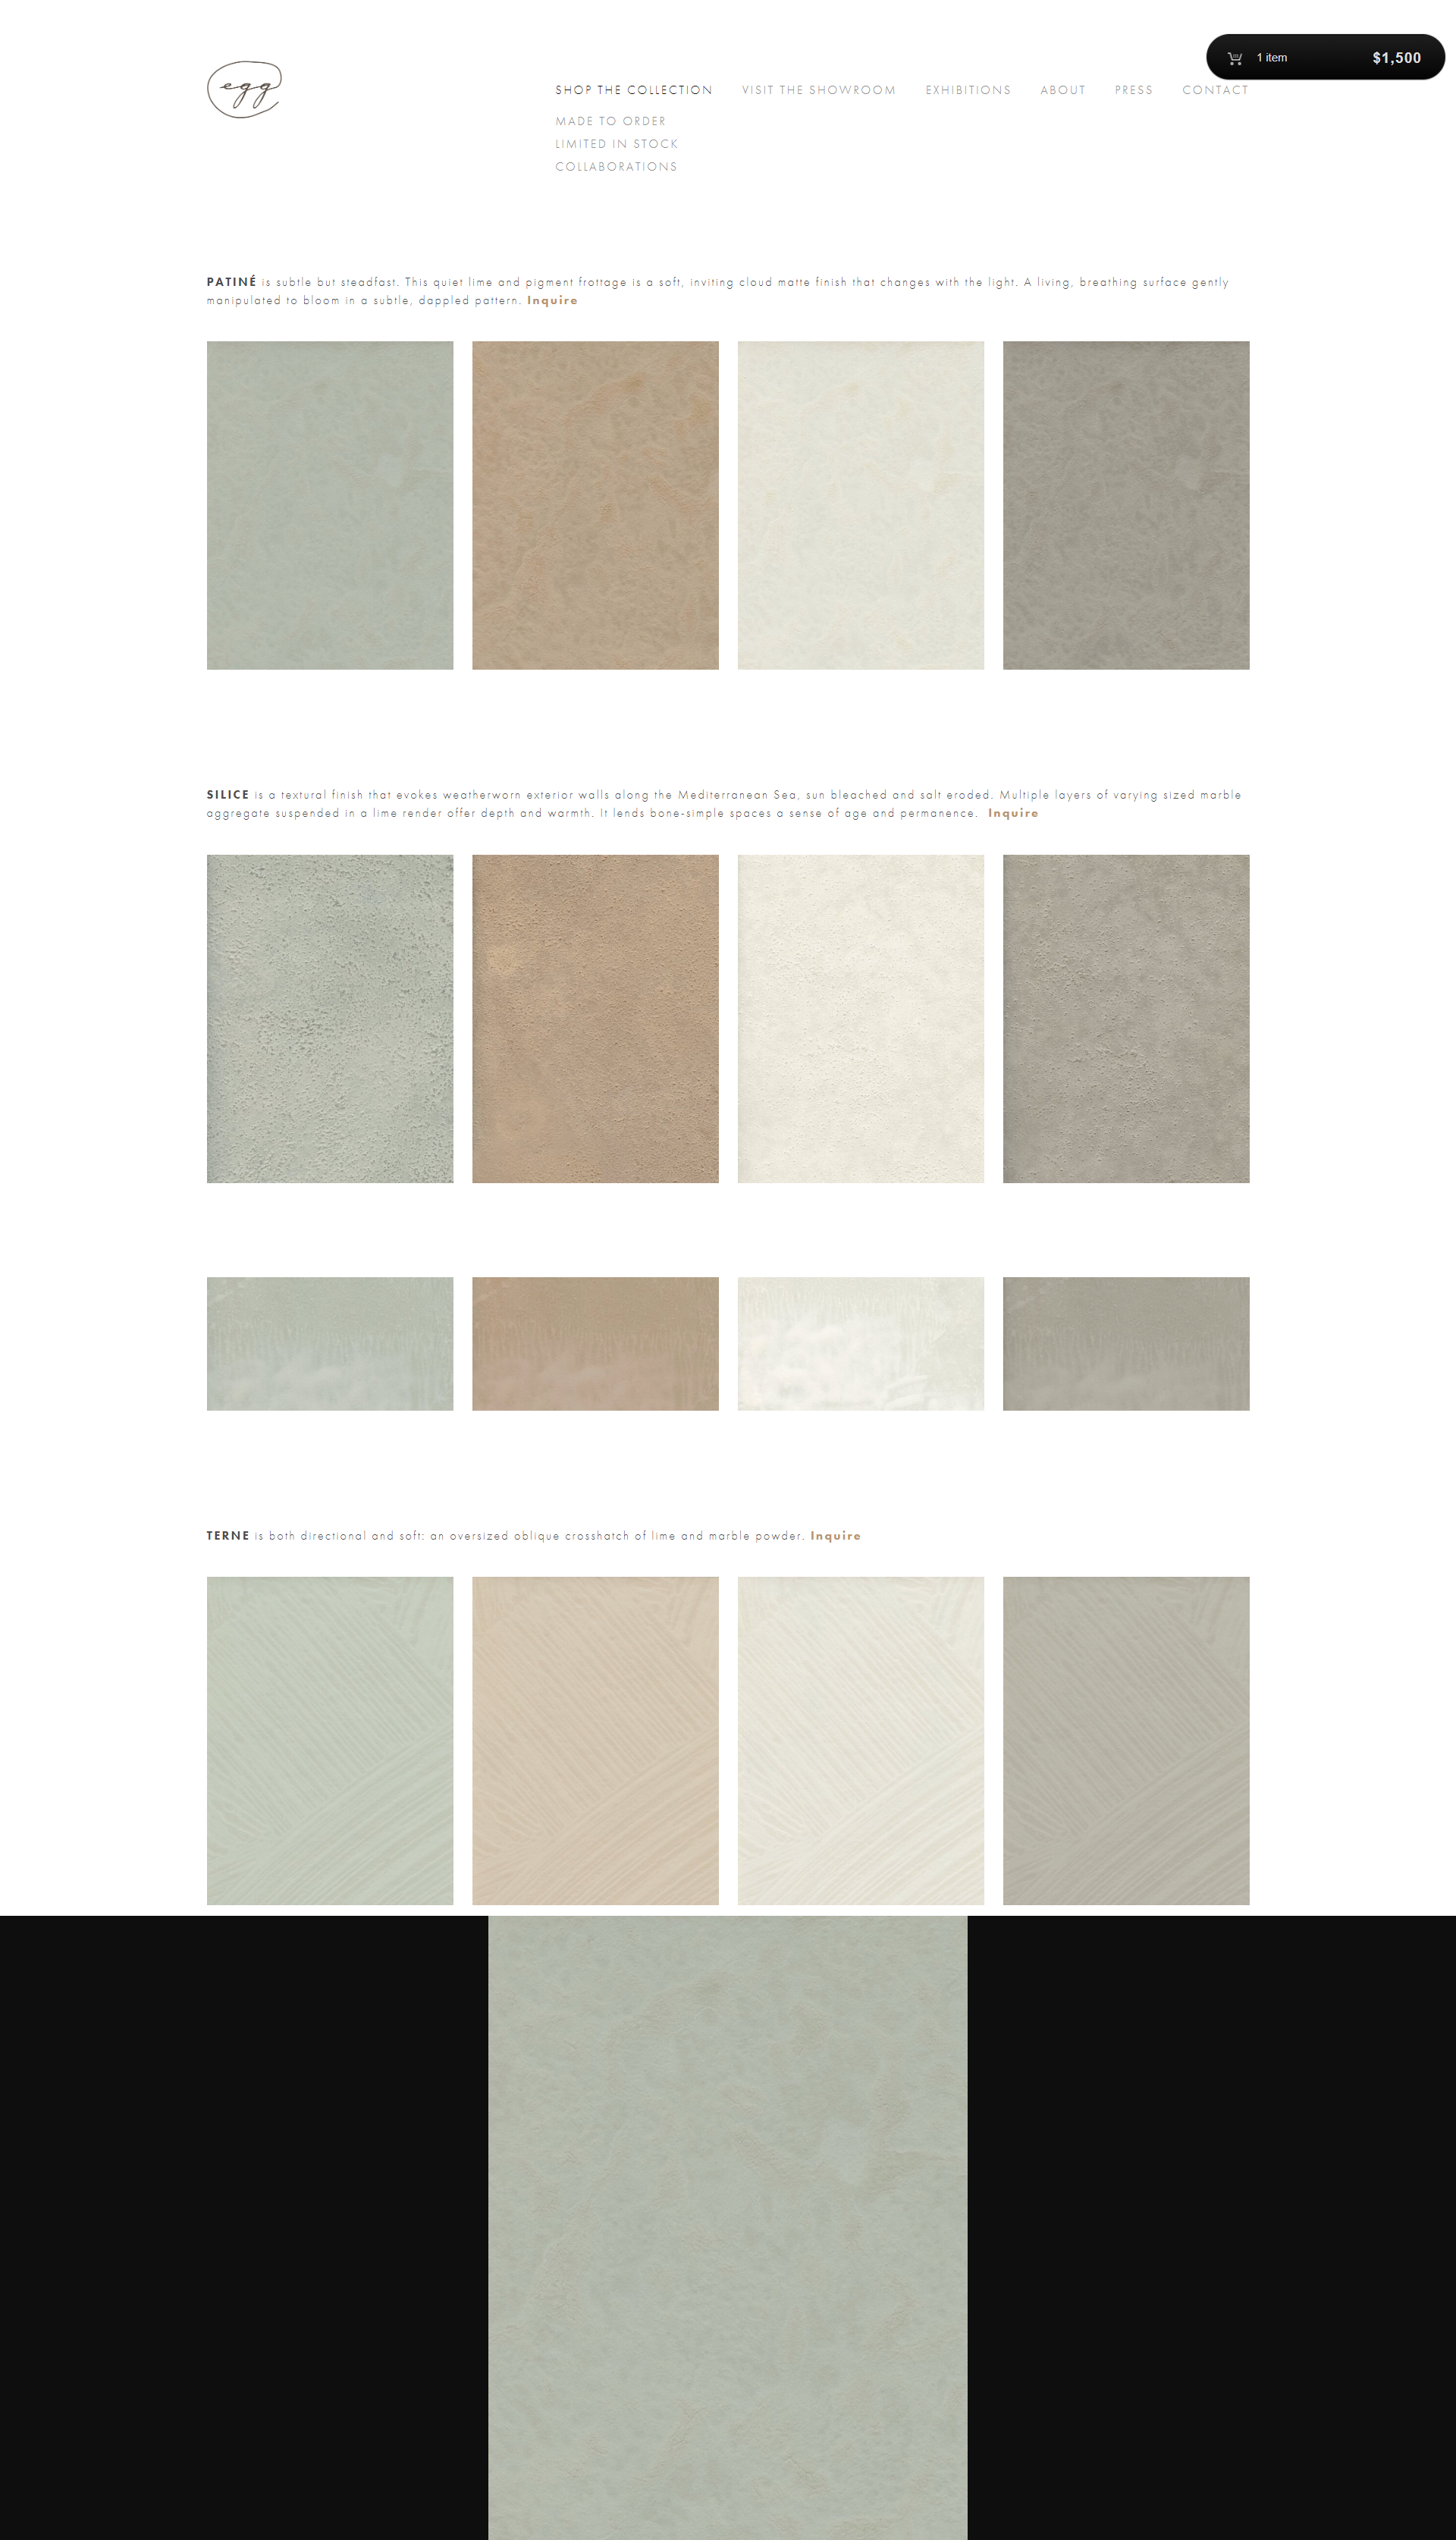 egg
1 item $1,500
SHOP THE COLLECTION VISIT THE SHOWROOM EXHIBITIONS ABOUT PRESS CONTACT
MADE TO ORDER
LIMITED IN STOCK
COLLABORATIONS
PATINÉ is subtle but steadfast. This quiet lime and pigment frottage is a soft, inviting cloud matte finish that changes with the light. A living, breathing surface gently
manipulated to bloom in a subtle, dappled pattern. Inquire
SILICE is a textural finish that evokes weatherworn exterior walls along the Mediterranean Sea, sun bleached and salt eroded. Multiple layers of varying sized marble
aggregate suspended in a lime render offer depth and warmth. It lends bone-simple spaces a sense of age and permanence. Inquire
TERNE is both directional and soft: an oversized oblique crosshatch of lime and marble powder. Inquire